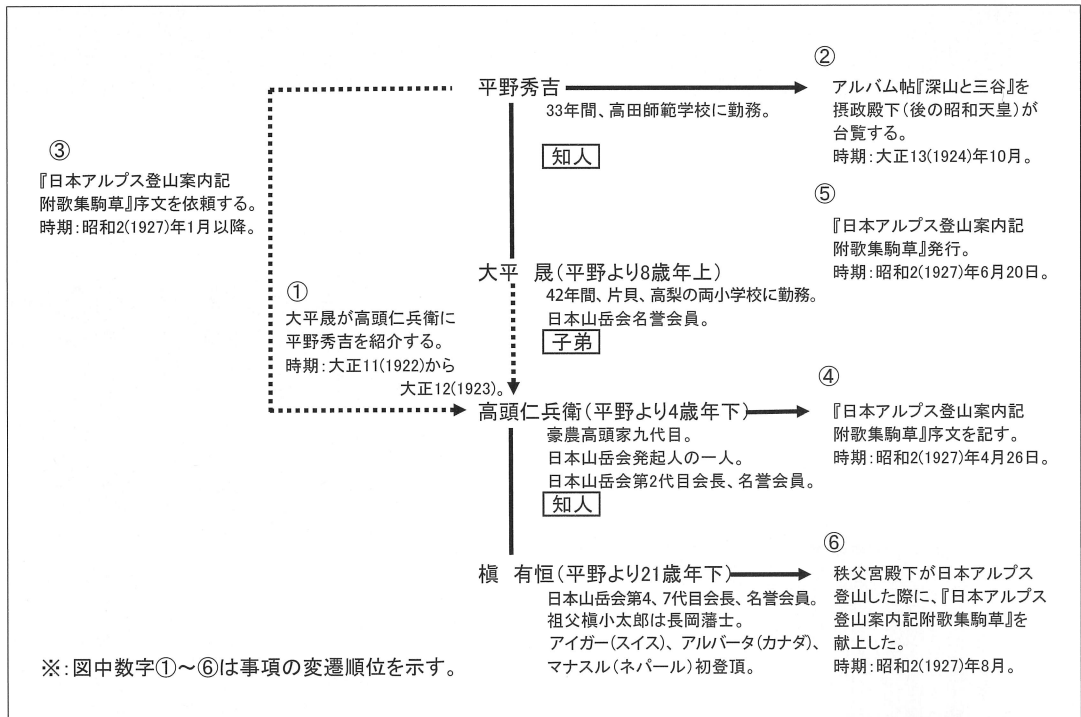 平野秀吉
33年間、高田師範学校に勤務。
知人
②
アルバム帖『深山と三谷』を
摂政殿下(後の昭和天皇)が
台覧する。
時期:大正13(1924)年10月。
③
『日本アルプス登山案内記
附歌集駒草』序文を依頼する。
時期:昭和2(1927)年1月以降。
⑤
『日本アルプス登山案内記
附歌集駒草』発行。
時期:昭和2(1927)年6月20日。
大平 晟(平野より8歳年上)
42年間、片貝、高梨の両小学校に勤務。
日本山岳会名誉会員。
子弟
①
大平晟が高頭仁兵衛に
平野秀吉を紹介する。
時期:大正11(1922)から
大正12(1923)。
高頭仁兵衛(平野より4歳年下)
豪農高頭家九代目。
日本山岳会発起人の一人。
日本山岳会第2代目会長、名誉会員。
知人
④
『日本アルプス登山案内記
附歌集駒草』序文を記す。
時期:昭和2(1927)年4月26日。
槇 有恒(平野より21歳年下)
日本山岳会第4、7代目会長、名誉会員。
祖父槇小太郎は長岡藩士。
アイガー(スイス)、アルバータ(カナダ)、
マナスル(ネパール)初登頂。
⑥
秩父宮殿下が日本アルプス
登山した際に、『日本アルプス
登山案内記附歌集駒草』を
献上した。
時期:昭和2(1927)年8月。
※:図中数字①~⑥は事項の変遷順位を示す。